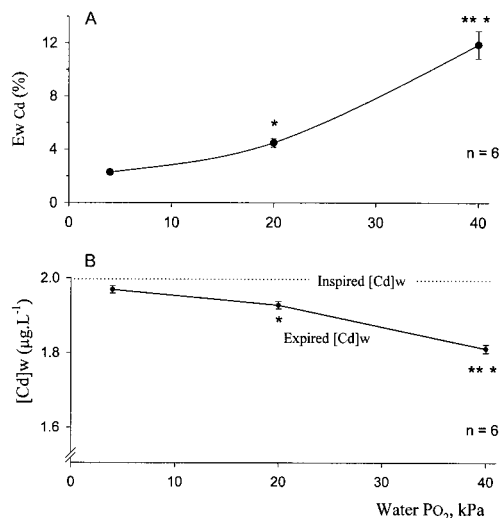 A
** *
12
Ew Cd (%)
8
*
4
n = 6
0
0 10 20 30 40
B
2.0
Inspired [Cd]w
[Cd]w (µg.L-1)
*
Expired [Cd]w
1.8
** *
1.6
n = 6
0 10 20 30 40
Water PO2, kPa